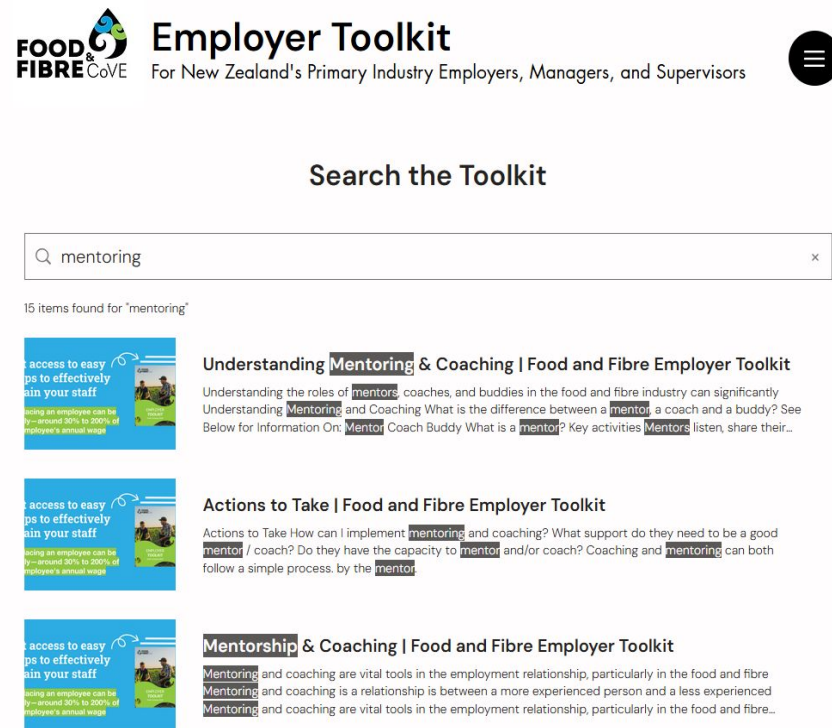 FOOD &
FIBRE CoVE
Employer Toolkit
For New Zealand's Primary Industry Employers, Managers, and Supervisors
Search the Toolkit
mentoring ×
15 items found for "mentoring"
access to easy
ps to effectively
ain your staff
lacing an employee can be
ly—around 30% to 200% of
mployee's annual wage
Understanding Mentoring & Coaching | Food and Fibre Employer Toolkit
Understanding the roles of mentors, coaches, and buddies in the food and fibre industry can significantly
Understanding Mentoring and Coaching What is the difference between a mentor, a coach and a buddy? See
Below for Information On: Mentor Coach Buddy What is a mentor? Key activities Mentors listen, share their...
access to easy
ps to effectively
ain your staff
lacing an employee can be
ly—around 30% to 200% of
mployee's annual wage
Actions to Take | Food and Fibre Employer Toolkit
Actions to Take How can I implement mentoring and coaching? What support do they need to be a good
mentor / coach? Do they have the capacity to mentor and/or coach? Coaching and mentoring can both
follow a simple process. by the mentor.
access to easy
ps to effectively
ain your staff
lacing an employee can be
ly—around 30% to 200% of
mployee's annual wage
Mentorship & Coaching | Food and Fibre Employer Toolkit
Mentoring and coaching are vital tools in the employment relationship, particularly in the food and fibre
Mentoring and coaching is a relationship is between a more experienced person and a less experienced
Mentoring and coaching are vital tools in the employment relationship, particularly in the food and fibre...